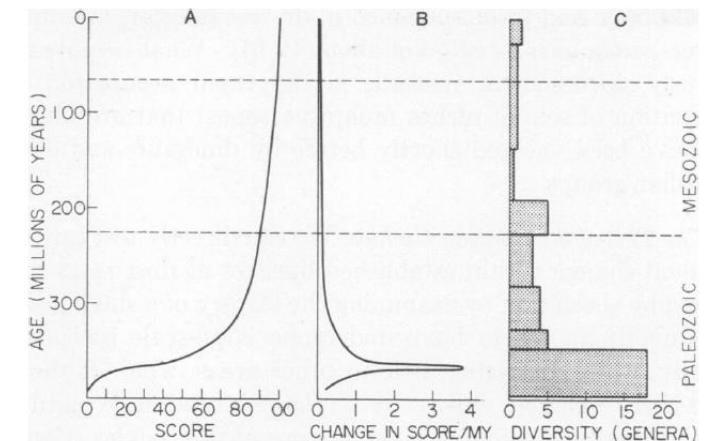 A B C
0
100
200
300
AGE (MILLIONS OF YEARS)
MESOZOIC
PALEOZOIC
0 20 40 60 80 100 0 1 2 3 4 0 5 10 15 20
SCORE CHANGE IN SCORE/MY DIVERSITY (GENERA)